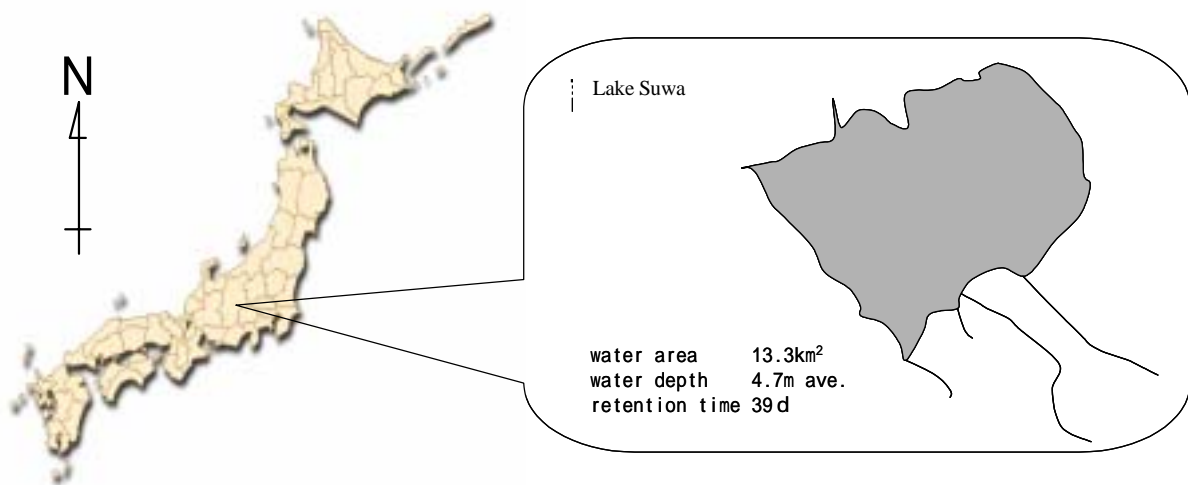 N
Lake Suwa
water area 13.3km²
water depth 4.7m ave.
retention time 39d